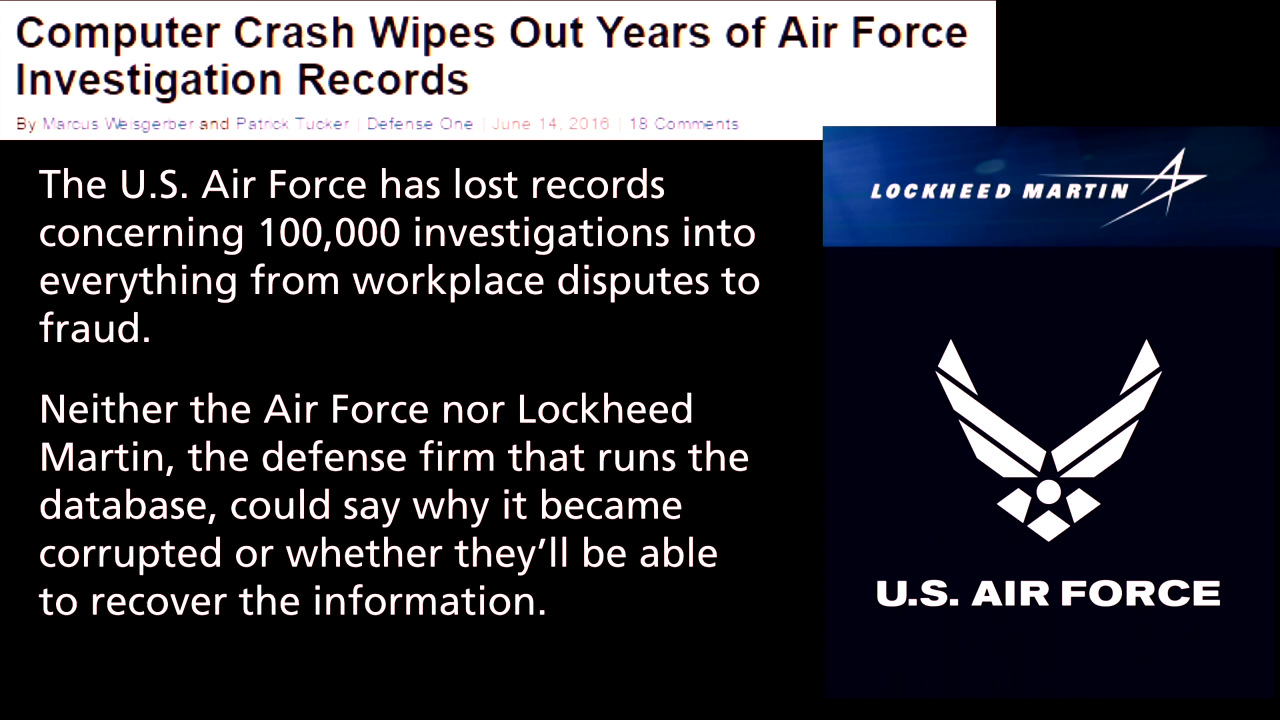 Computer Crash Wipes Out Years of Air Force
Investigation Records
By Marcus Weisgerber and Patrick Tucker | Defense One | June 14, 2016 | 18 Comments
The U.S. Air Force has lost records
concerning 100,000 investigations into
everything from workplace disputes to
fraud.
Neither the Air Force nor Lockheed
Martin, the defense firm that runs the
database, could say why it became
corrupted or whether they’ll be able
to recover the information.
LOCKHEED MARTIN
U.S. AIR FORCE